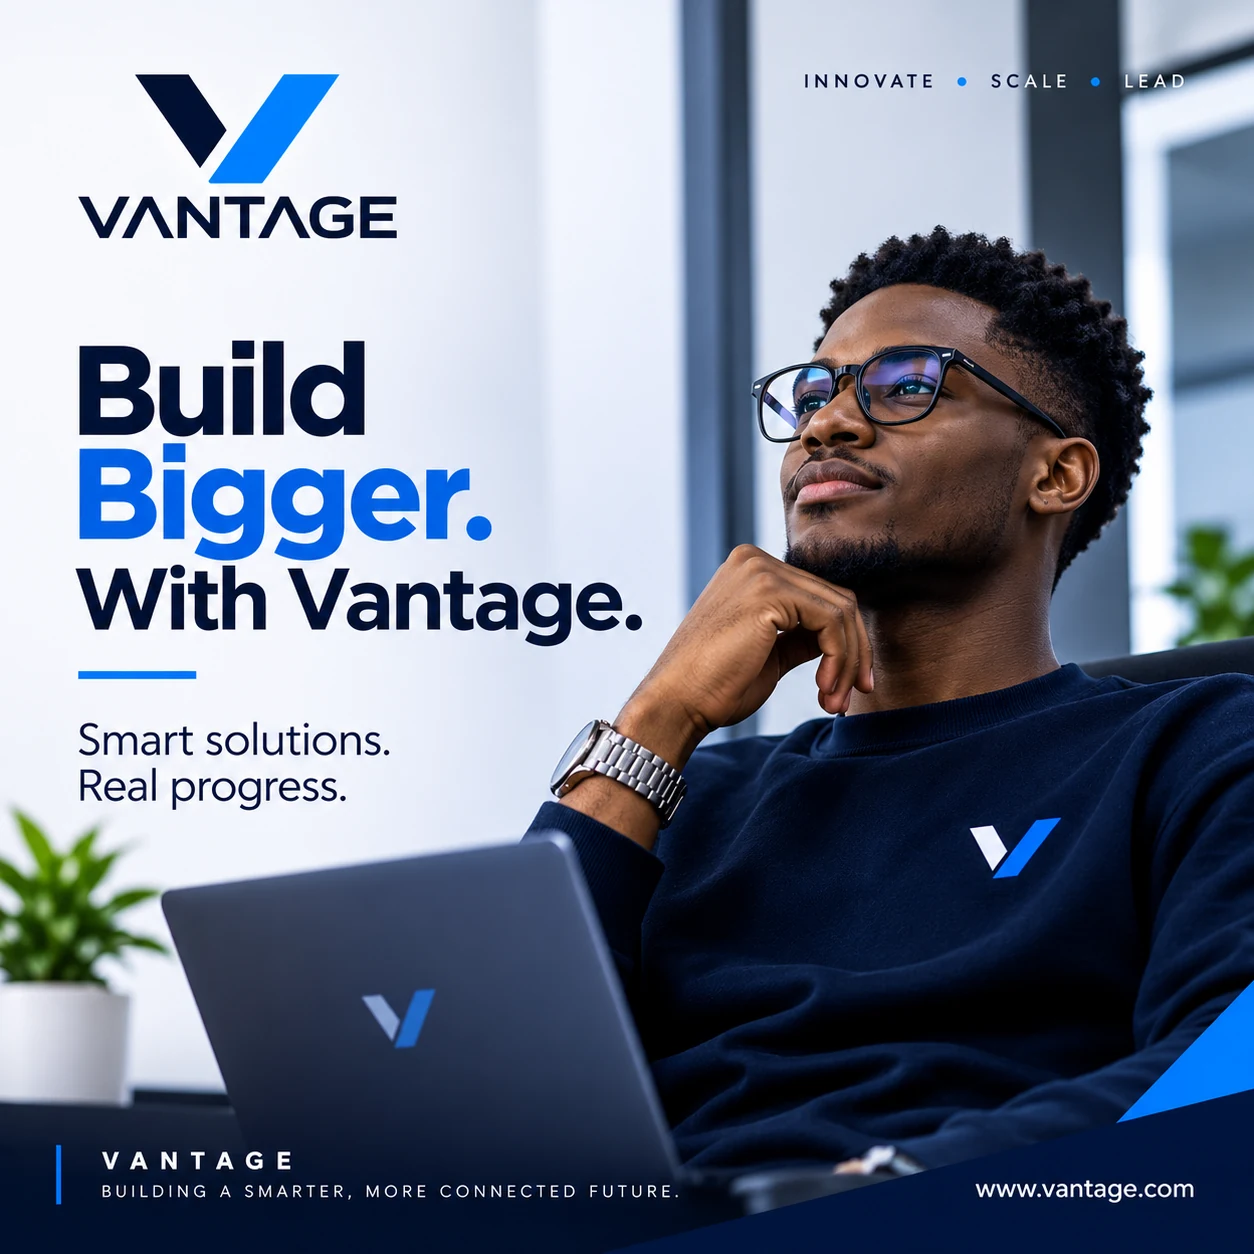 VANTAGE
INNOVATE • SCALE • LEAD
Build
Bigger.
With Vantage.
Smart solutions.
Real progress.
VANTAGE
BUILDING A SMARTER, MORE CONNECTED FUTURE.
www.vantage.com